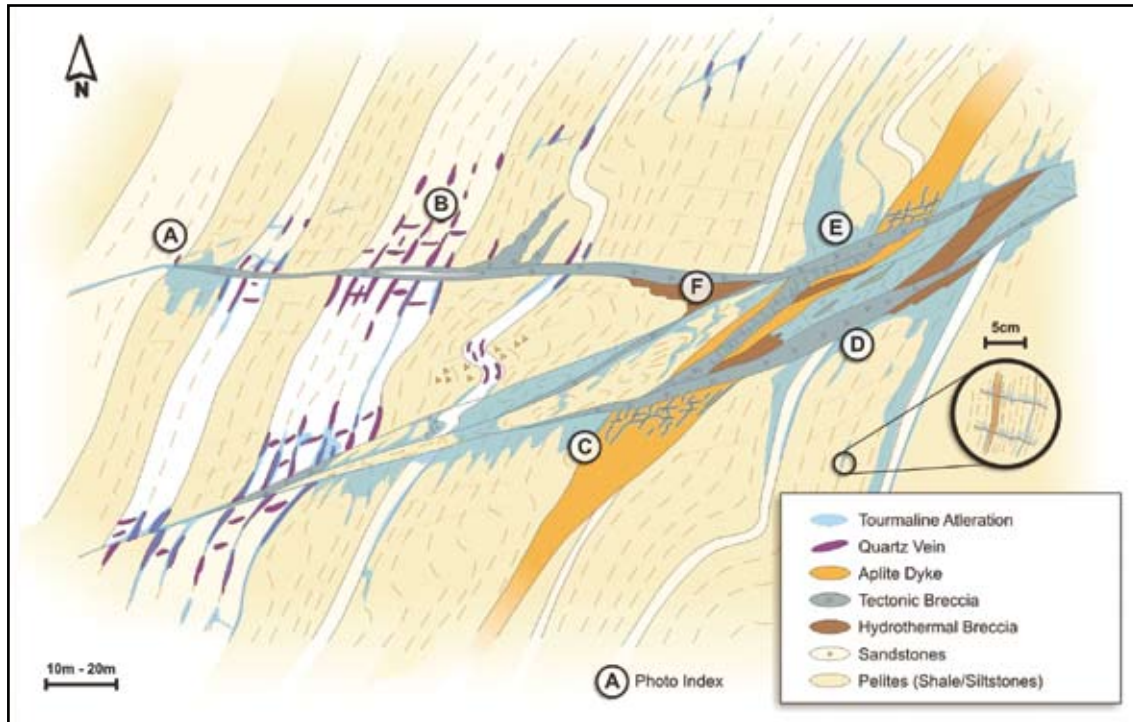 N
A
B
E
F
D
5cm
C
Tourmaline Atleration
Quartz Vein
Aplite Dyke
Tectonic Breccia
Hydrothermal Breccia
Sandstones
Pelites (Shale/Siltstones)
10m - 20m
A Photo Index